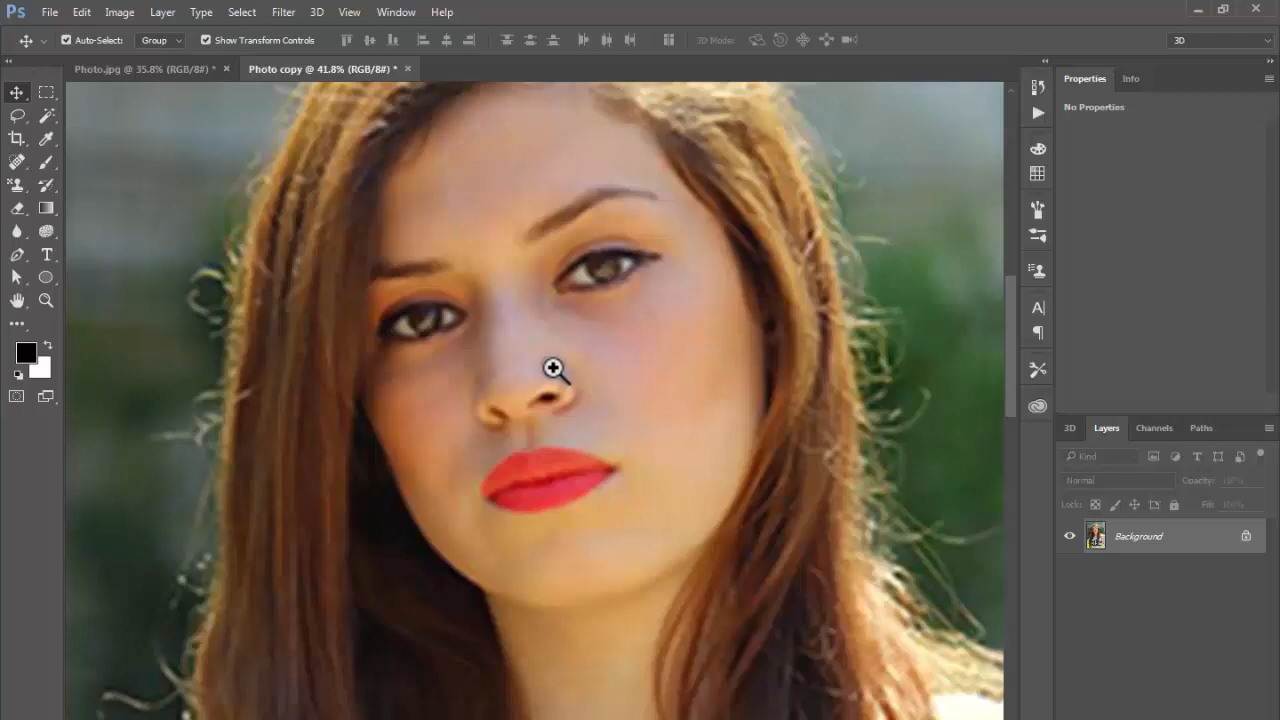 Ps File Edit Image Layer Type Select Filter 3D View Window Help
Auto-Select: Group Show Transform Controls 3D Mode: 3D
Photo.jpg @ 35.8% (RGB/8#) * × Photo copy @ 41.8% (RGB/8#) * ×
Properties Info
No Properties
3D Layers Channels Paths
Kind
Normal Opacity: 100%
Lock: Fill: 100%
Background